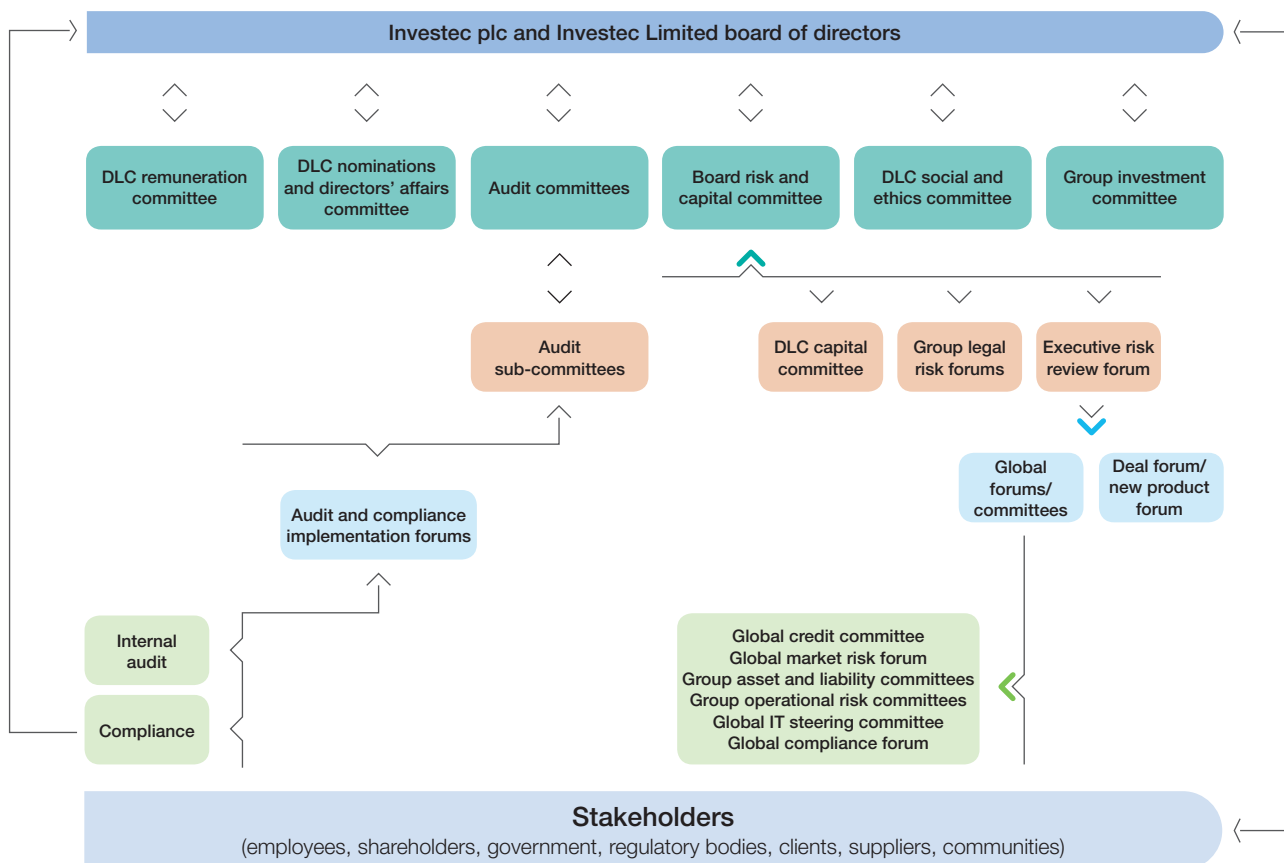 Investec plc and Investec Limited board of directors
DLC remuneration
committee
DLC nominations
and directors’ affairs
committee
Audit committees
Board risk and
capital committee
DLC social and
ethics committee
Group investment
committee
Audit
sub-committees
DLC capital
committee
Group legal
risk forums
Executive risk
review forum
Global
forums/
committees
Deal forum/
new product
forum
Audit and compliance
implementation forums
Internal
audit
Compliance
Global credit committee
Global market risk forum
Group asset and liability committees
Group operational risk committees
Global IT steering committee
Global compliance forum
Stakeholders
(employees, shareholders, government, regulatory bodies, clients, suppliers, communities)